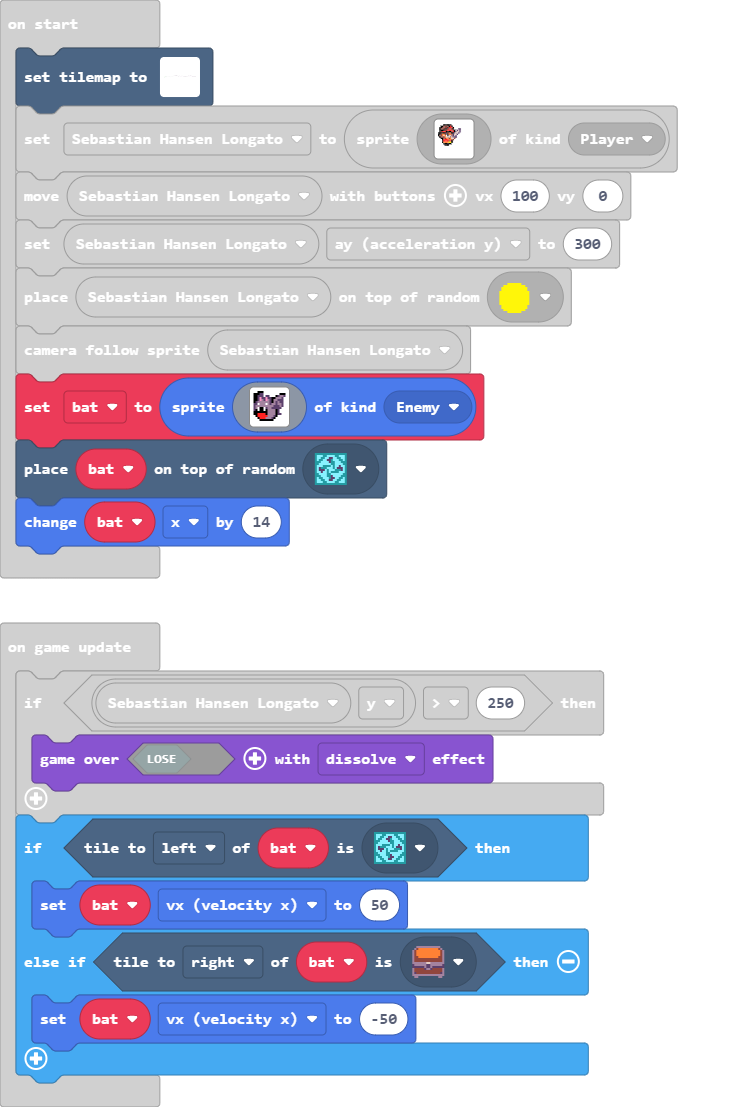 on start
set tilemap to
set Sebastian Hansen Longato to sprite of kind Player
move Sebastian Hansen Longato with buttons vx 100 vy 0
set Sebastian Hansen Longato ay (acceleration y) to 300
place Sebastian Hansen Longato on top of random
camera follow sprite Sebastian Hansen Longato
set bat to sprite of kind Enemy
place bat on top of random
change bat x by 14
on game update
if Sebastian Hansen Longato y > 250 then
game over LOSE with dissolve effect
if tile to left of bat is then
set bat vx (velocity x) to 50
else if tile to right of bat is then
set bat vx (velocity x) to -50